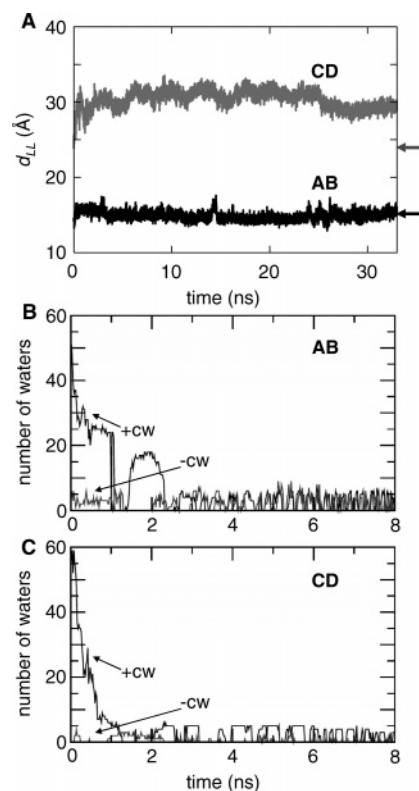 A
40
CD
30
d_LL (Å)
20
AB
10
0 10 20 30
time (ns)
B
60
AB
40
number of waters
+cw
20
-cw
0
0 2 4 6 8
C
60
CD
40
number of waters
+cw
20
-cw
0
0 2 4 6 8
time (ns)